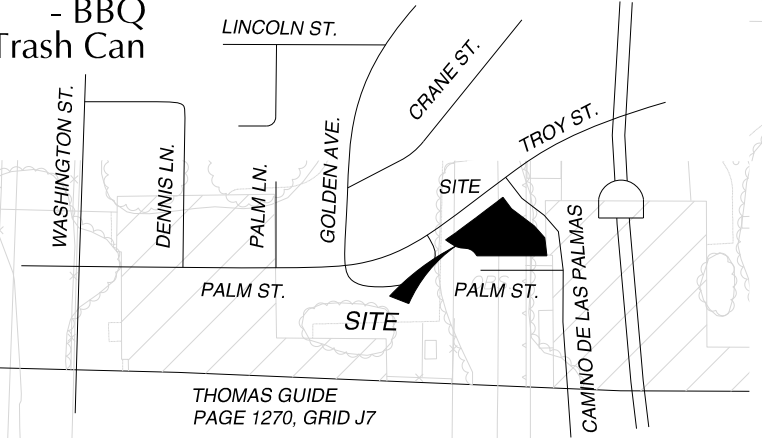 - BBQ
Trash Can
LINCOLN ST.
CRANE ST.
WASHINGTON ST.
DENNIS LN.
PALM LN.
GOLDEN AVE.
TROY ST.
SITE
PALM ST.
PALM ST.
SITE
CAMINO DE LAS PALMAS
THOMAS GUIDE
PAGE 1270, GRID J7